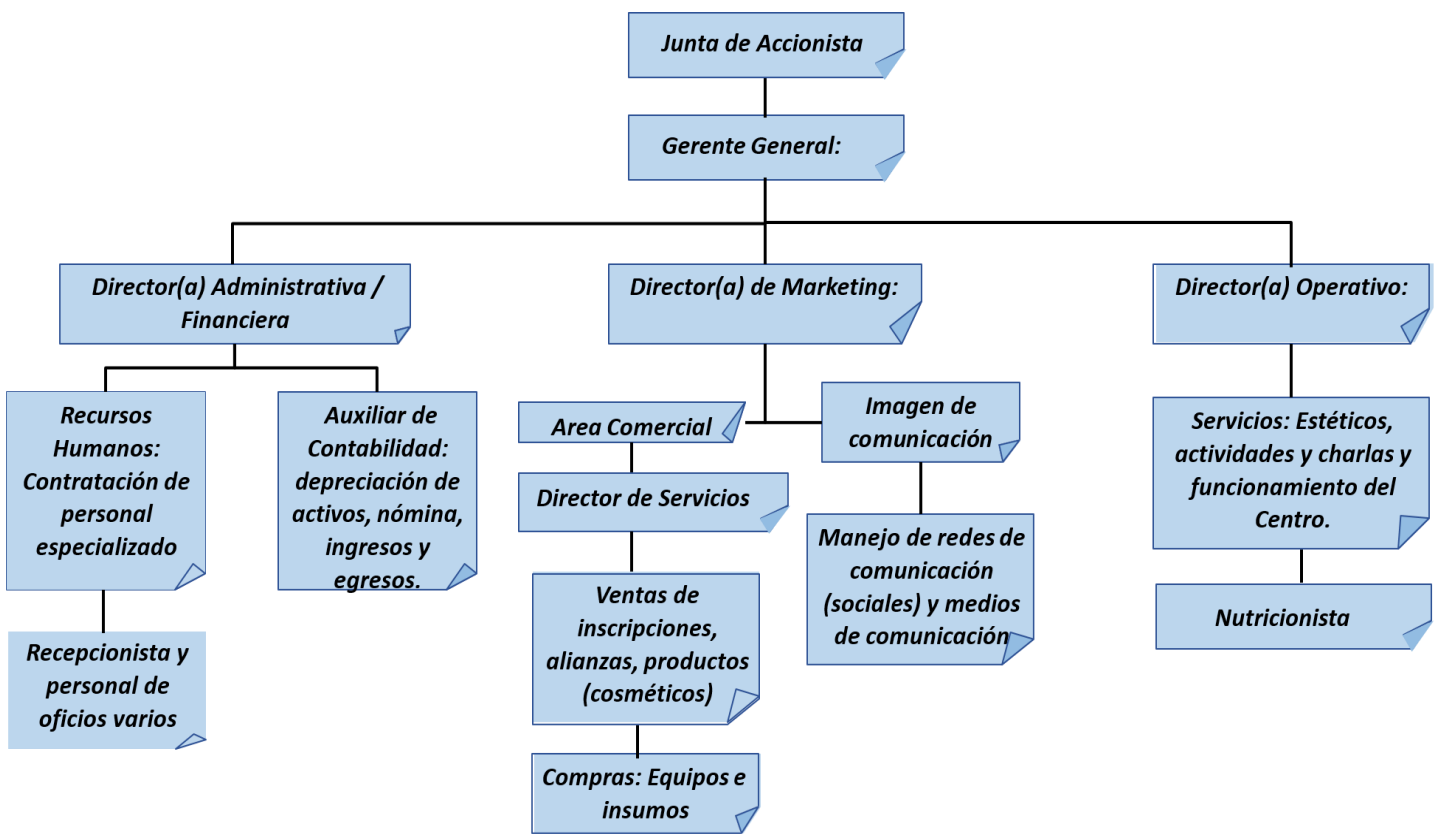 Junta de Accionista
Gerente General:
Director(a) Administrativa /
Financiera
Director(a) de Marketing:
Director(a) Operativo:
Recursos
Humanos:
Contratación de
personal
especializado
Auxiliar de
Contabilidad:
depreciación de
activos, nómina,
ingresos y
egresos.
Recepcionista y
personal de
oficios varios
Area Comercial
Director de Servicios
Ventas de
inscripciones,
alianzas, productos
(cosméticos)
Compras: Equipos e
insumos
Imagen de
comunicación
Manejo de redes de
comunicación
(sociales) y medios
de comunicación
Servicios: Estéticos,
actividades y charlas y
funcionamiento del
Centro.
Nutricionista